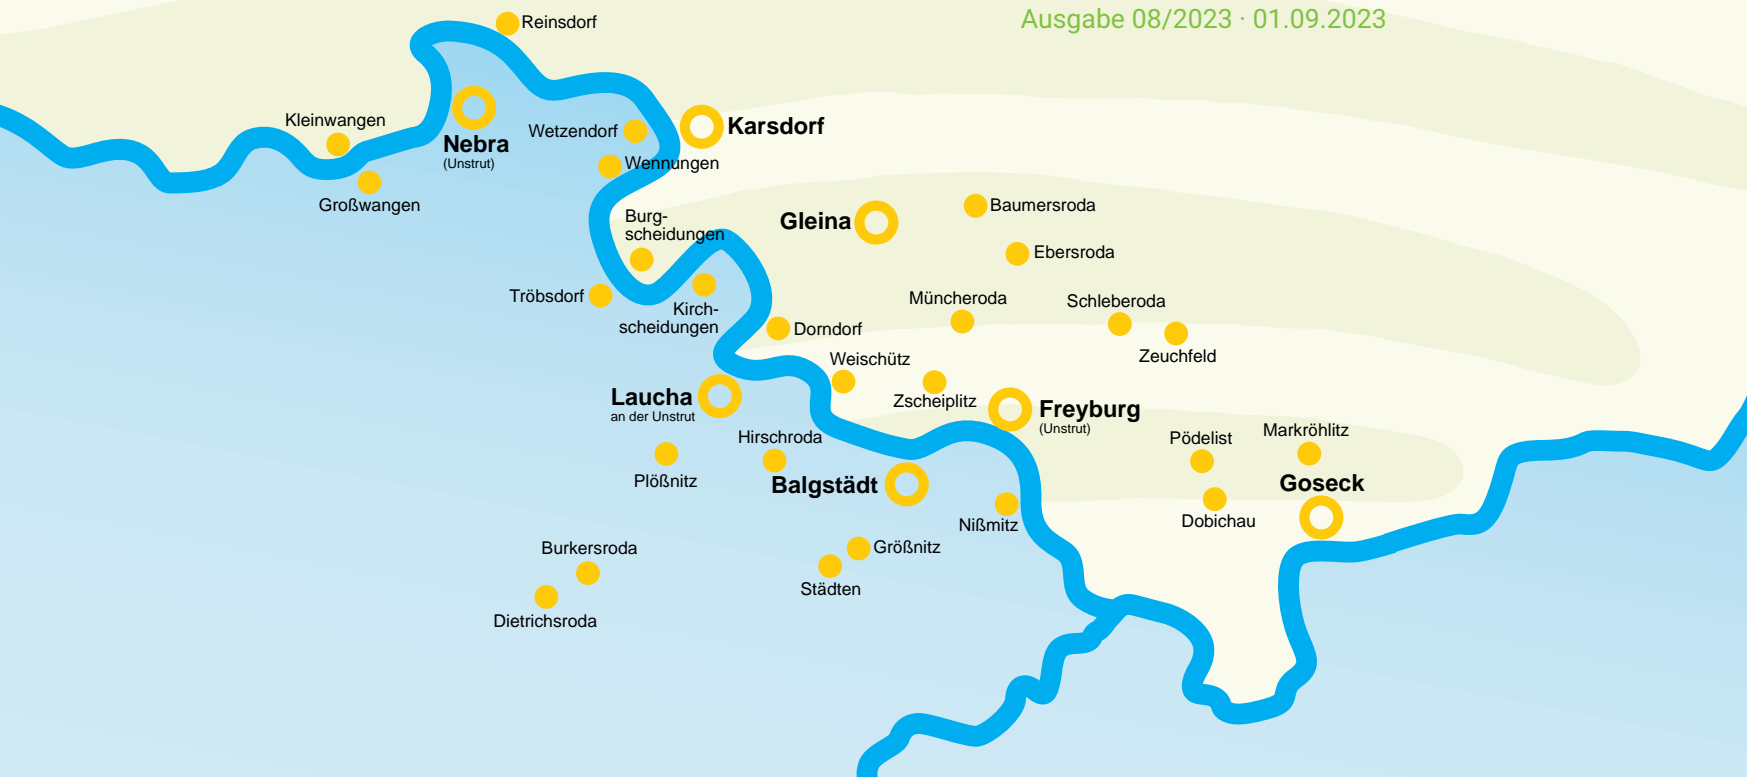 Ausgabe 08/2023 · 01.09.2023
Reinsdorf
Kleinwangen
Nebra
(Unstrut)
Wetzendorf
Karsdorf
Wennungen
Großwangen
Burg-
scheidungen
Gleina
Baumersroda
Ebersroda
Tröbsdorf
Kirch-
scheidungen
Müncheroda
Schleberoda
Dorndorf
Zeuchfeld
Weischütz
Laucha
an der Unstrut
Zscheiplitz
Freyburg
(Unstrut)
Hirschroda
Pödelist
Markröhlitz
Plößnitz
Balgstädt
Goseck
Nißmitz
Dobichau
Burkersroda
Größnitz
Städten
Dietrichsroda